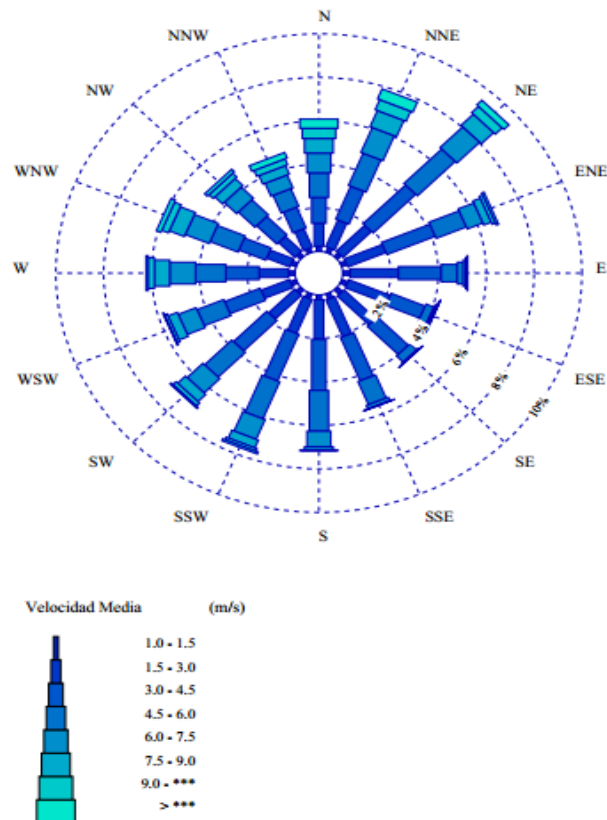 N
NNW
NNE
NW
NE
WNW
ENE
W
E
2%
4%
6%
8%
10%
WSW
ESE
SW
SE
SSW
SSE
S
Velocidad Media (m/s)
1.0 - 1.5
1.5 - 3.0
3.0 - 4.5
4.5 - 6.0
6.0 - 7.5
7.5 - 9.0
9.0 - ***
> ***